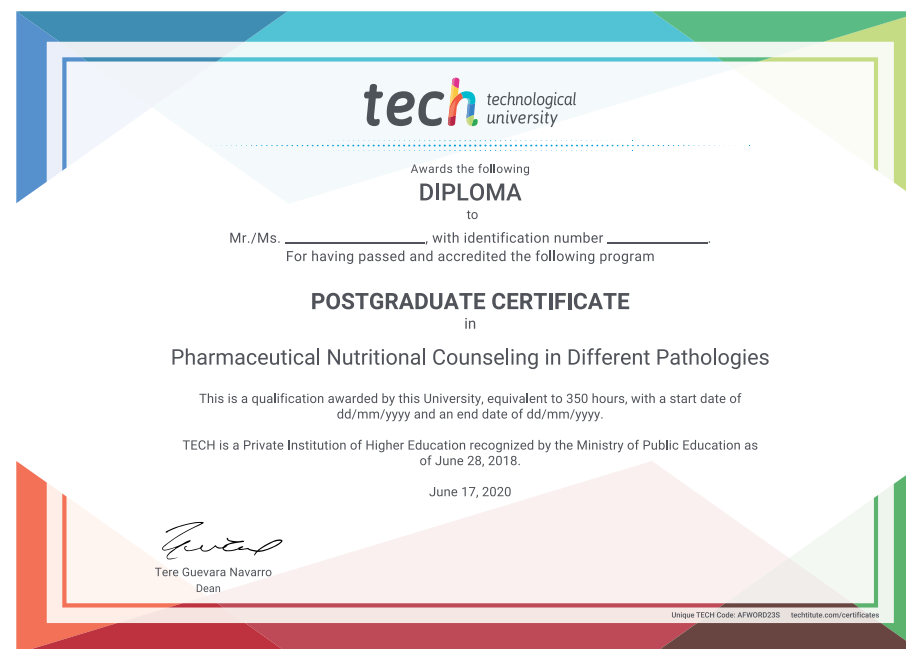 tech technological
university
Awards the following
DIPLOMA
to
Mr./Ms. ____________, with identification number ____________.
For having passed and accredited the following program
POSTGRADUATE CERTIFICATE
in
Pharmaceutical Nutritional Counseling in Different Pathologies
This is a qualification awarded by this University, equivalent to 350 hours, with a start date of
dd/mm/yyyy and an end date of dd/mm/yyyy.
TECH is a Private Institution of Higher Education recognized by the Ministry of Public Education as
of June 28, 2018.
June 17, 2020
Tere Guevara Navarro
Dean
Unique TECH Code: AFWORD23S techtitute.com/certificates